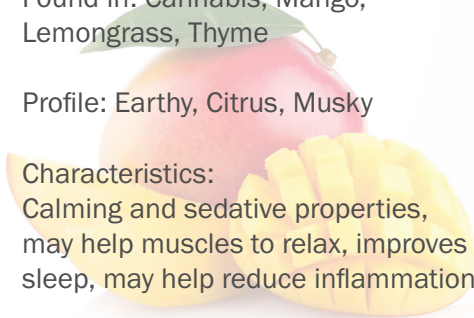 Found in: Cannabis, Mango,
Lemongrass, Thyme
Profile: Earthy, Citrus, Musky
Characteristics:
Calming and sedative properties,
may help muscles to relax, improves
sleep, may help reduce inflammation